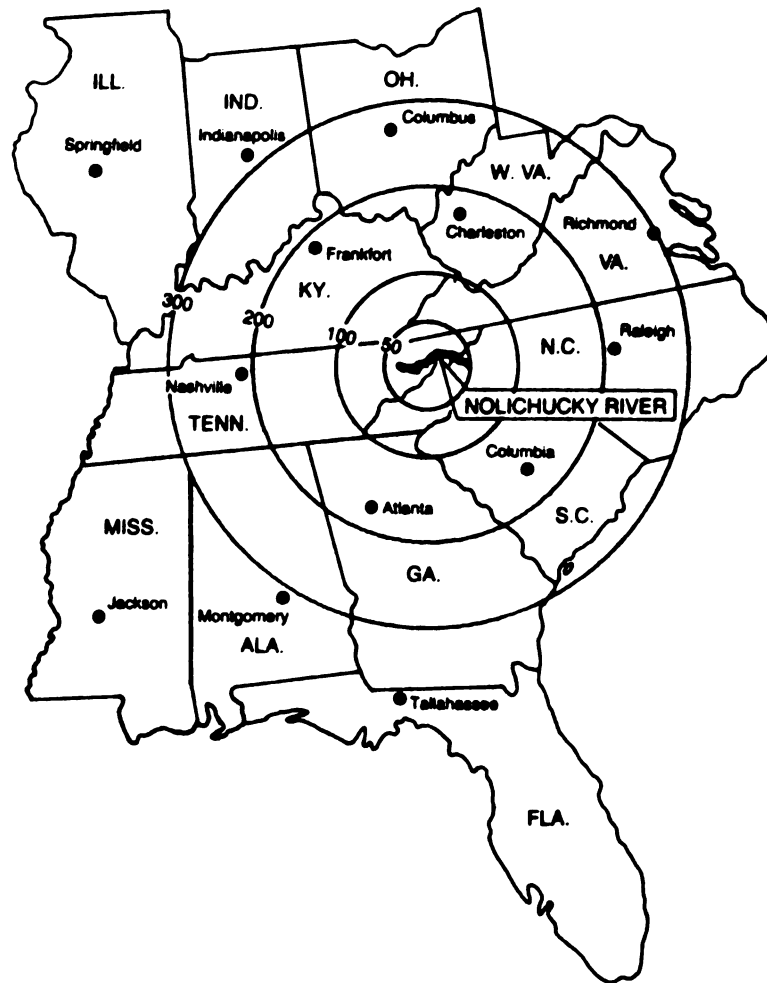 OH.
ILL.
IND.
Columbus
Indianapolis
Springfield
W. VA.
Charleston
Richmond
Frankfort
VA.
KY.
300
200
100
50
Raleigh
N.C.
Nashville
NOLICHUCKY RIVER
TENN.
Columbia
Atlanta
S.C.
MISS.
GA.
Jackson
Montgomery
ALA.
Tallahassee
FLA.